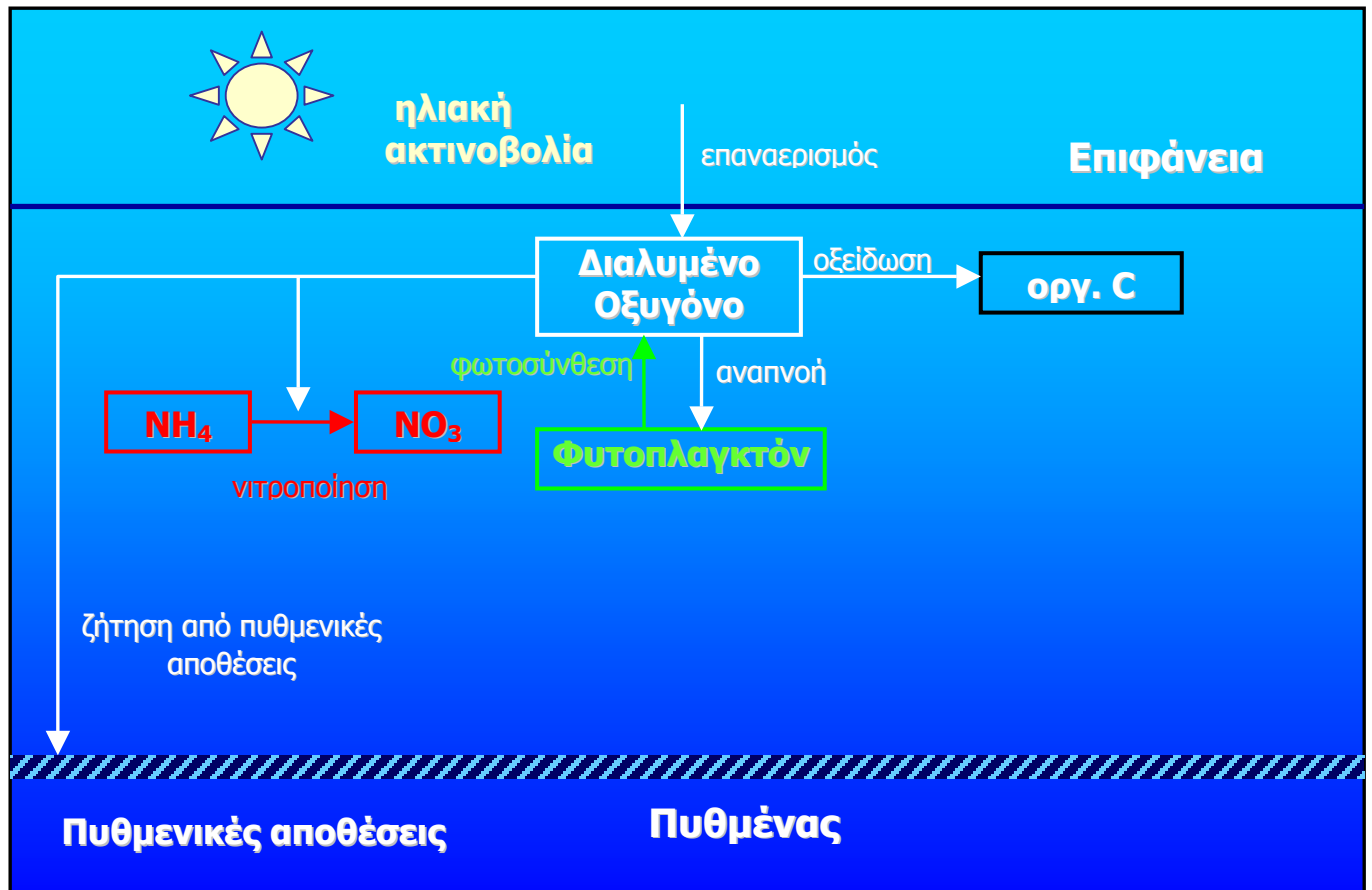 ηλιακή
ακτινοβολία
επαναερισμός
Επιφάνεια
Διαλυμένο
Οξυγόνο
οξείδωση
οργ. C
φωτοσύνθεση
αναπνοή
NH₄
NO₃
Φυτοπλαγκτόν
νιτροποίηση
ζήτηση από πυθμενικές
αποθέσεις
Πυθμενικές αποθέσεις
Πυθμένας